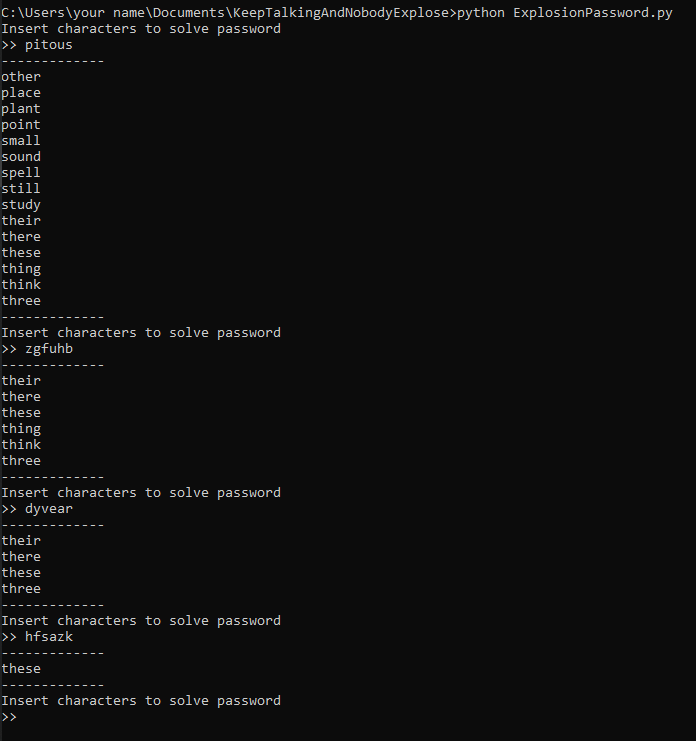 C:\Users\your name\Documents\KeepTalkingAndNobodyExplose>python ExplosionPassword.py
Insert characters to solve password
>> pitous
-------------
other
place
plant
point
small
sound
spell
still
study
their
there
these
thing
think
three
-------------
Insert characters to solve password
>> zgfuhb
-------------
their
there
these
thing
think
three
-------------
Insert characters to solve password
>> dyvear
-------------
their
there
these
three
-------------
Insert characters to solve password
>> hfsazk
-------------
these
-------------
Insert characters to solve password
>>